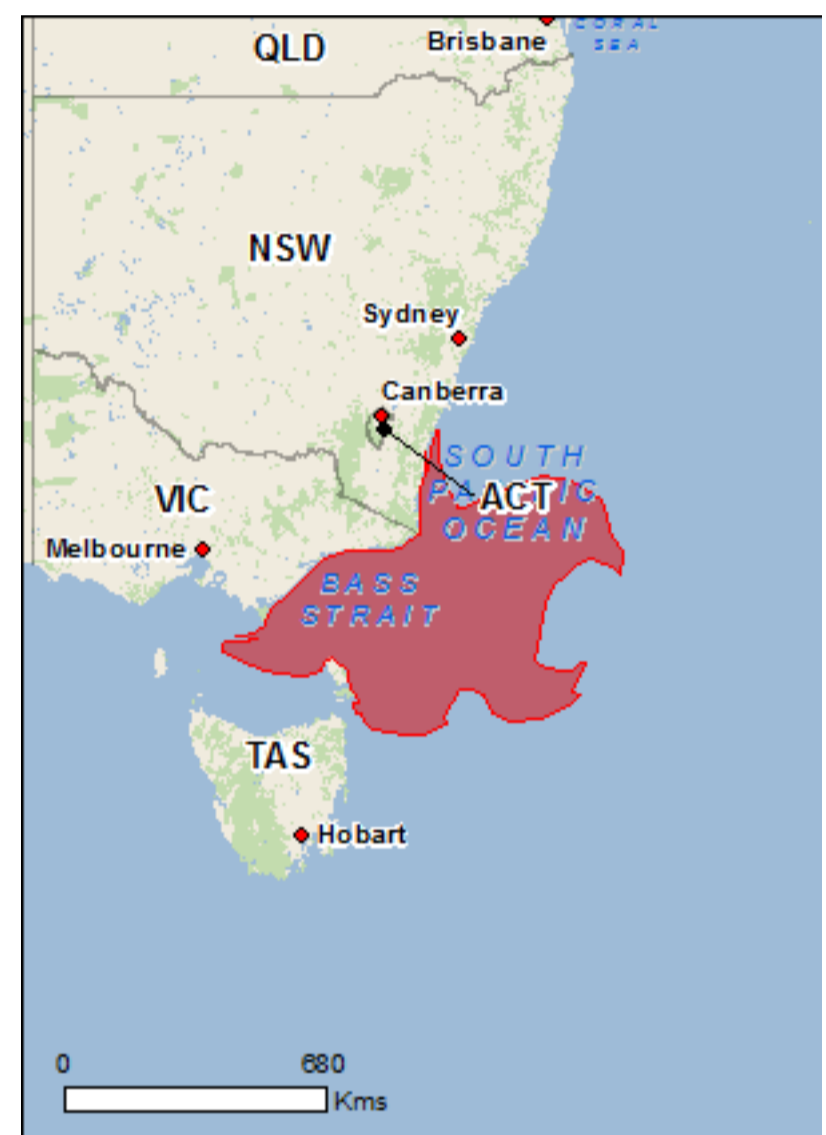 QLD
Brisbane
CORAL
SEA
NSW
Sydney
Canberra
SOUTH
PACIFIC
OCEAN
ACT
VIC
Melbourne
BASS
STRAIT
TAS
Hobart
0 680
Kms